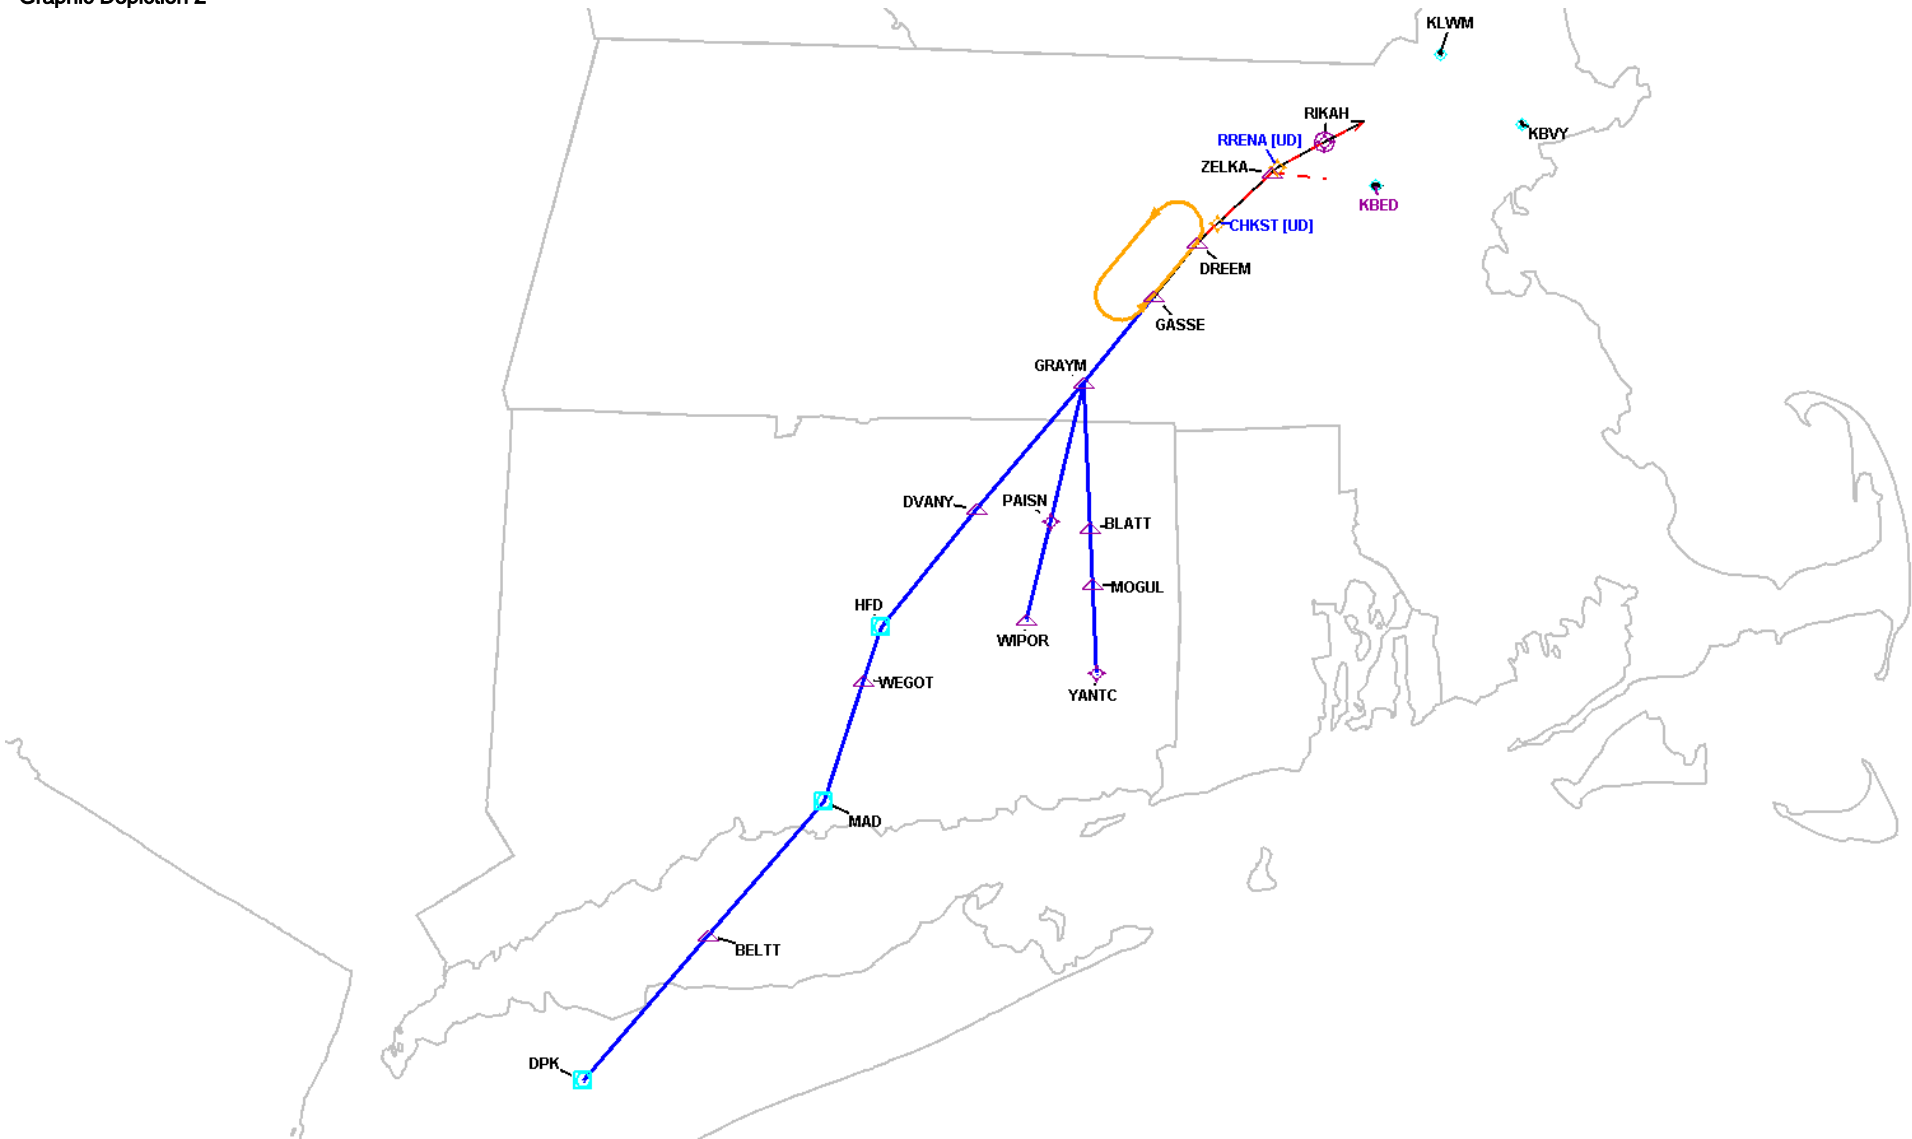 Graphic Depiction 2
KLWM
RIKAH
KBVY
RRENA [UD]
ZELKA
KBED
CHKST [UD]
DREEM
GASSE
GRAYM
DVANY
PAISN
BLATT
MOGUL
HFD
WIPOR
WEGOT
YANTC
MAD
BELTT
DPK